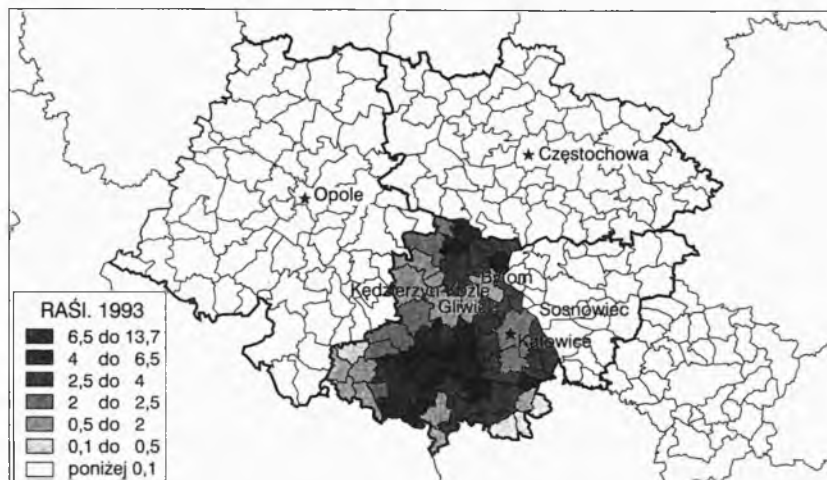 Częstochowa
Opole
Bytom
Kędzierzyn-Koźle
Gliwice
Sosnowiec
Katowice
RAŚl. 1993
6,5 do 13,7
4 do 6,5
2,5 do 4
2 do 2,5
0,5 do 2
0,1 do 0,5
poniżej 0,1